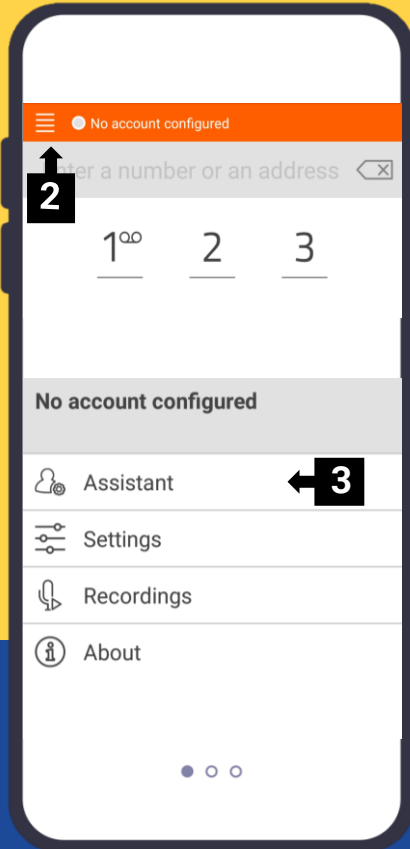 No account configured
ter a number or an address
2
1 2 3
No account configured
Assistant
3
Settings
Recordings
About